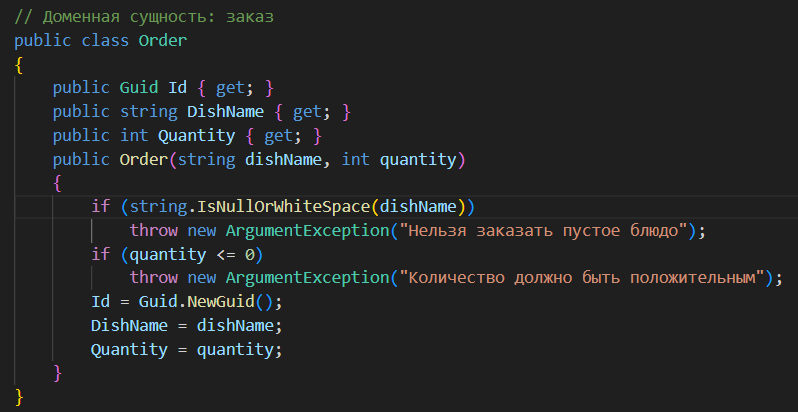 // Доменная сущность: заказ
public class Order
{
    public Guid Id { get; }
    public string DishName { get; }
    public int Quantity { get; }
    public Order(string dishName, int quantity)
    {
        if (string.IsNullOrWhiteSpace(dishName))
            throw new ArgumentException("Нельзя заказать пустое блюдо");
        if (quantity <= 0)
            throw new ArgumentException("Количество должно быть положительным");
        Id = Guid.NewGuid();
        DishName = dishName;
        Quantity = quantity;
    }
}